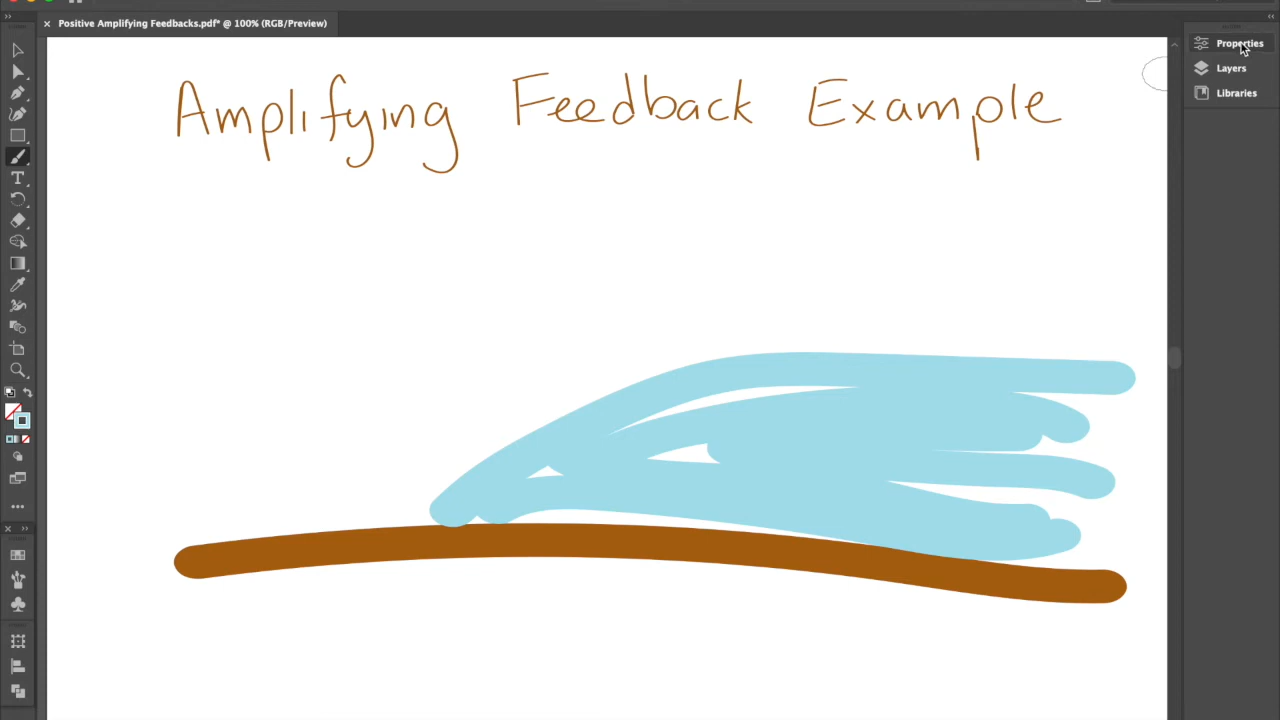 Positive Amplifying Feedbacks.pdf* @ 100% (RGB/Preview)
Properties
Layers
Libraries
Amplifying Feedback Example